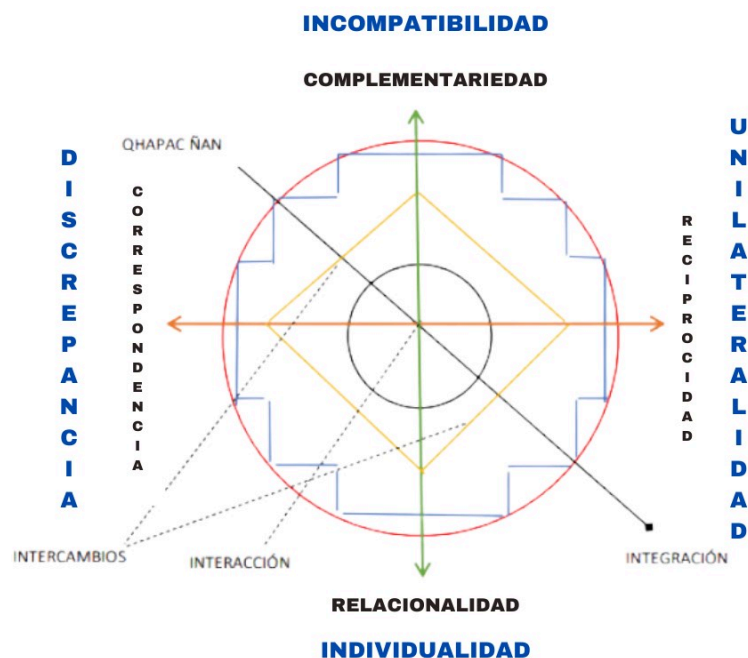 INCOMPATIBILIDAD
COMPLEMENTARIEDAD
QHAPAC ÑAN
DISCREPANCIA
CORRESPONDENCIA
RECIPROCIDAD
UNILATERALIDAD
INTERCAMBIOS
INTERACCIÓN
INTEGRACIÓN
RELACIONALIDAD
INDIVIDUALIDAD